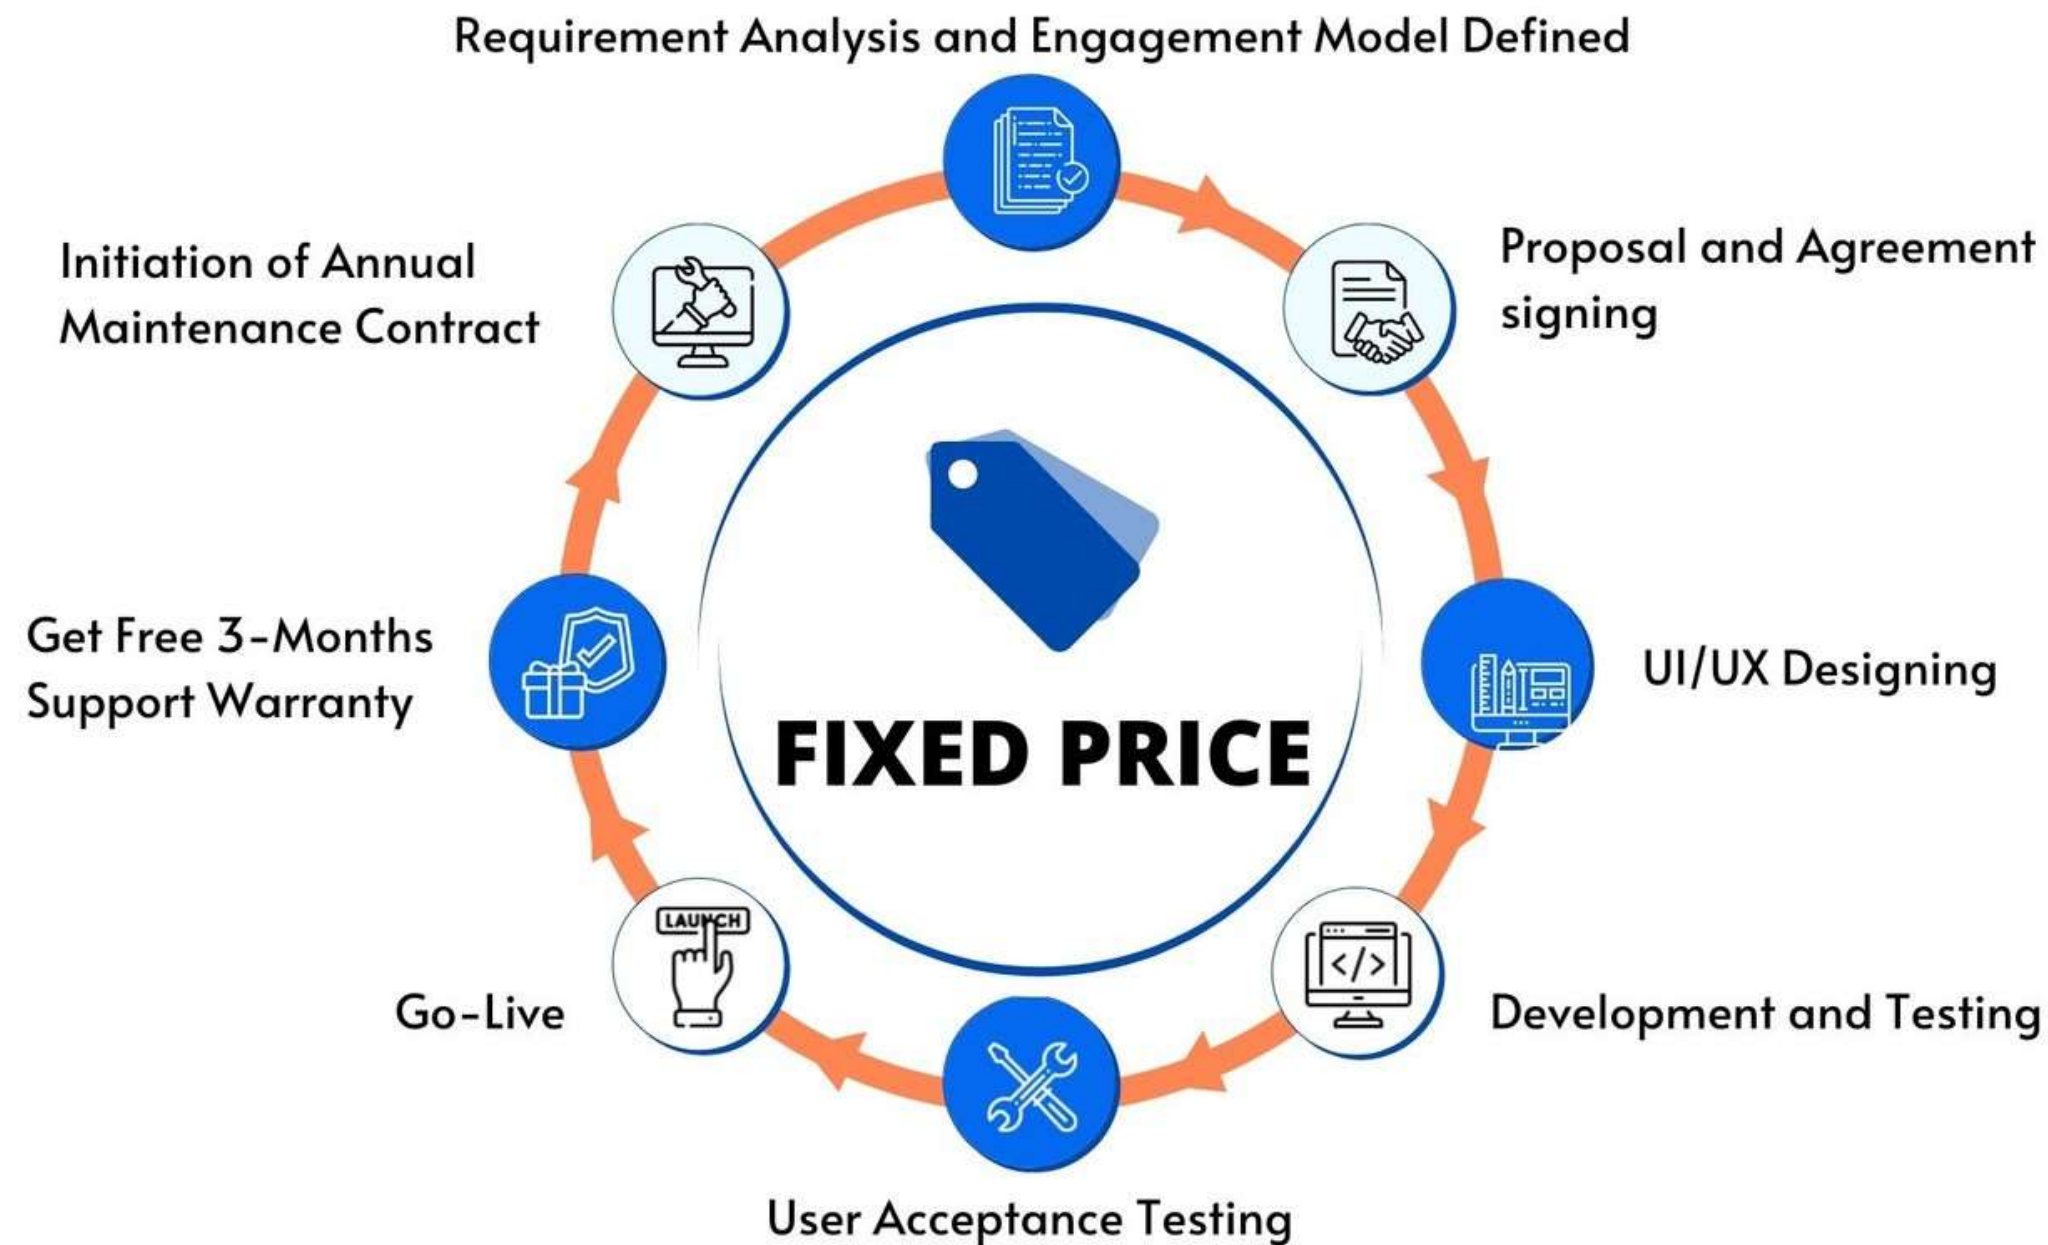 Requirement Analysis and Engagement Model Defined
Proposal and Agreement
signing
UI/UX Designing
Development and Testing
User Acceptance Testing
Go-Live
LAUNCH
Get Free 3-Months
Support Warranty
Initiation of Annual
Maintenance Contract
FIXED PRICE